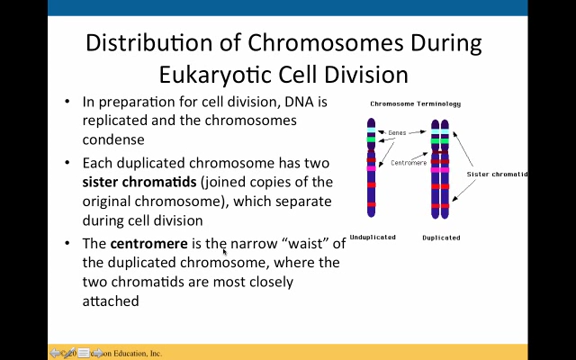 Distribution of Chromosomes During
Eukaryotic Cell Division
• In preparation for cell division, DNA is
replicated and the chromosomes
condense
• Each duplicated chromosome has two
sister chromatids (joined copies of the
original chromosome), which separate
during cell division
• The centromere is the narrow “waist” of
the duplicated chromosome, where the
two chromatids are most closely
attached
Chromosome Terminology
Genes
Centromere
Sister chromatid
Unduplicated
Duplicated
Education, Inc.